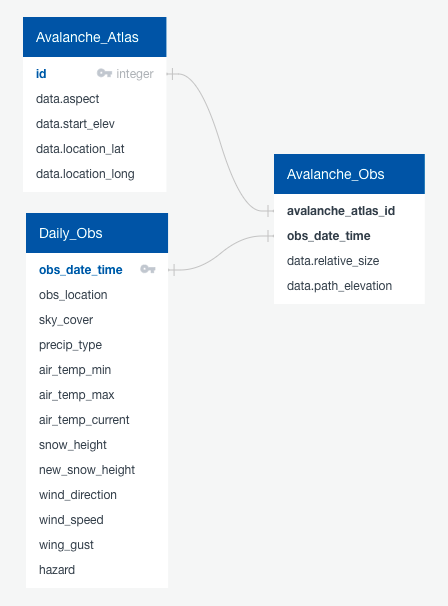 Avalanche_Atlas
id integer
data.aspect
data.start_elev
data.location_lat
data.location_long
Daily_Obs
obs_date_time
obs_location
sky_cover
precip_type
air_temp_min
air_temp_max
air_temp_current
snow_height
new_snow_height
wind_direction
wind_speed
wing_gust
hazard
Avalanche_Obs
avalanche_atlas_id
obs_date_time
data.relative_size
data.path_elevation